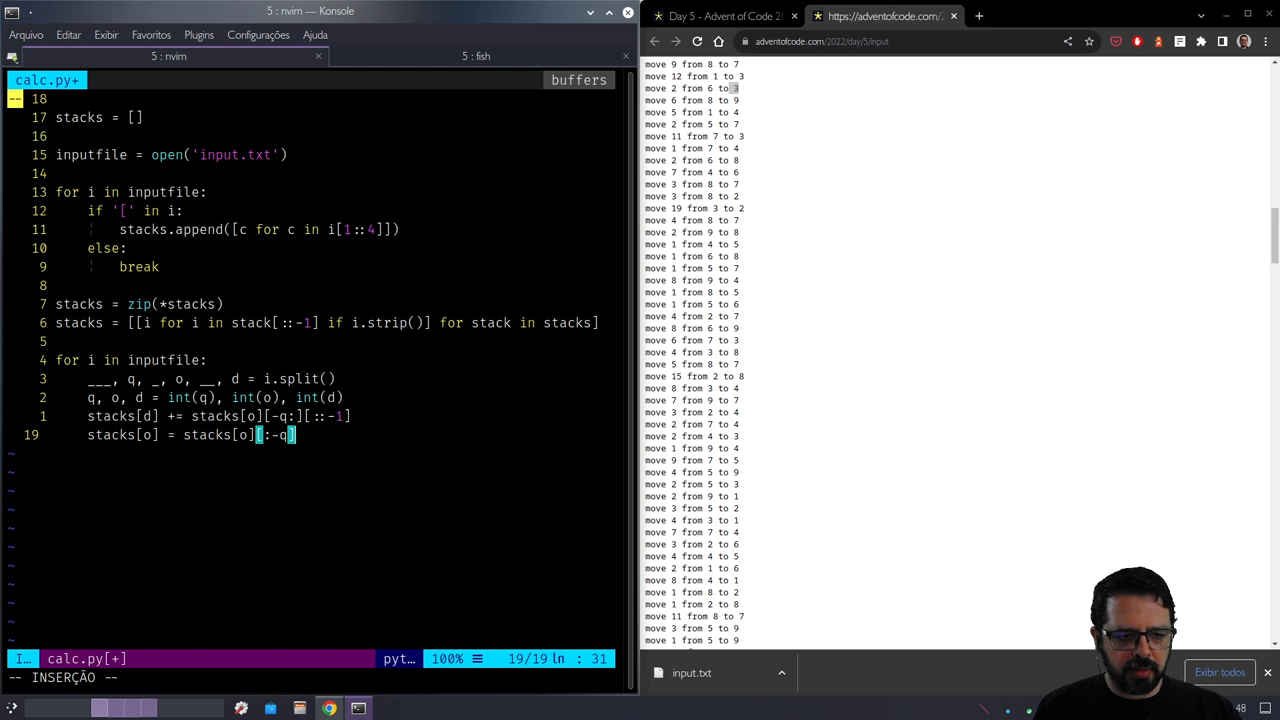 5 : nvim — Konsole
Arquivo Editar Exibir Favoritos Plugins Configurações Ajuda
5 : nvim
5 : fish
calc.py+ buffers
-- 18
17 stacks = []
16
15 inputfile = open('input.txt')
14
13 for i in inputfile:
12 if '[' in i:
11 stacks.append([c for c in i[1::4]])
10 else:
9 break
8
7 stacks = zip(*stacks)
6 stacks = [[i for i in stack[::-1] if i.strip()] for stack in stacks]
5
4 for i in inputfile:
3 ___, q, _, o, __, d = i.split()
2 q, o, d = int(q), int(o), int(d)
1 stacks[d] += stacks[o][-q:][::-1]
19 stacks[o] = stacks[o][:-q]
~
~
~
~
~
~
~
~
~
~
~
I… calc.py[+] pyt… 100% ☰ 19/19 ln : 31
-- INSERÇÃO --
Day 5 - Advent of Code 20
https://adventofcode.com/2
adventofcode.com/2022/day/5/input
move 9 from 8 to 7
move 12 from 1 to 3
move 2 from 6 to 3
move 6 from 8 to 9
move 5 from 1 to 4
move 2 from 5 to 7
move 11 from 7 to 3
move 1 from 7 to 4
move 2 from 6 to 8
move 7 from 4 to 6
move 3 from 8 to 7
move 3 from 8 to 2
move 19 from 3 to 2
move 4 from 8 to 7
move 2 from 9 to 8
move 1 from 4 to 5
move 1 from 6 to 8
move 1 from 5 to 7
move 8 from 9 to 4
move 1 from 8 to 5
move 1 from 5 to 6
move 4 from 2 to 7
move 8 from 6 to 9
move 6 from 7 to 3
move 4 from 3 to 8
move 5 from 8 to 7
move 15 from 2 to 8
move 8 from 3 to 4
move 7 from 9 to 7
move 3 from 2 to 4
move 7 from 2 to 4
move 2 from 4 to 3
move 1 from 9 to 4
move 9 from 7 to 5
move 4 from 5 to 9
move 2 from 5 to 3
move 2 from 9 to 1
move 3 from 5 to 2
move 4 from 3 to 1
move 7 from 7 to 4
move 3 from 2 to 6
move 4 from 4 to 5
move 2 from 1 to 6
move 8 from 4 to 1
move 1 from 8 to 2
move 1 from 2 to 8
move 11 from 8 to 7
move 3 from 5 to 9
move 1 from 5 to 9
input.txt
Exibir todos
:48